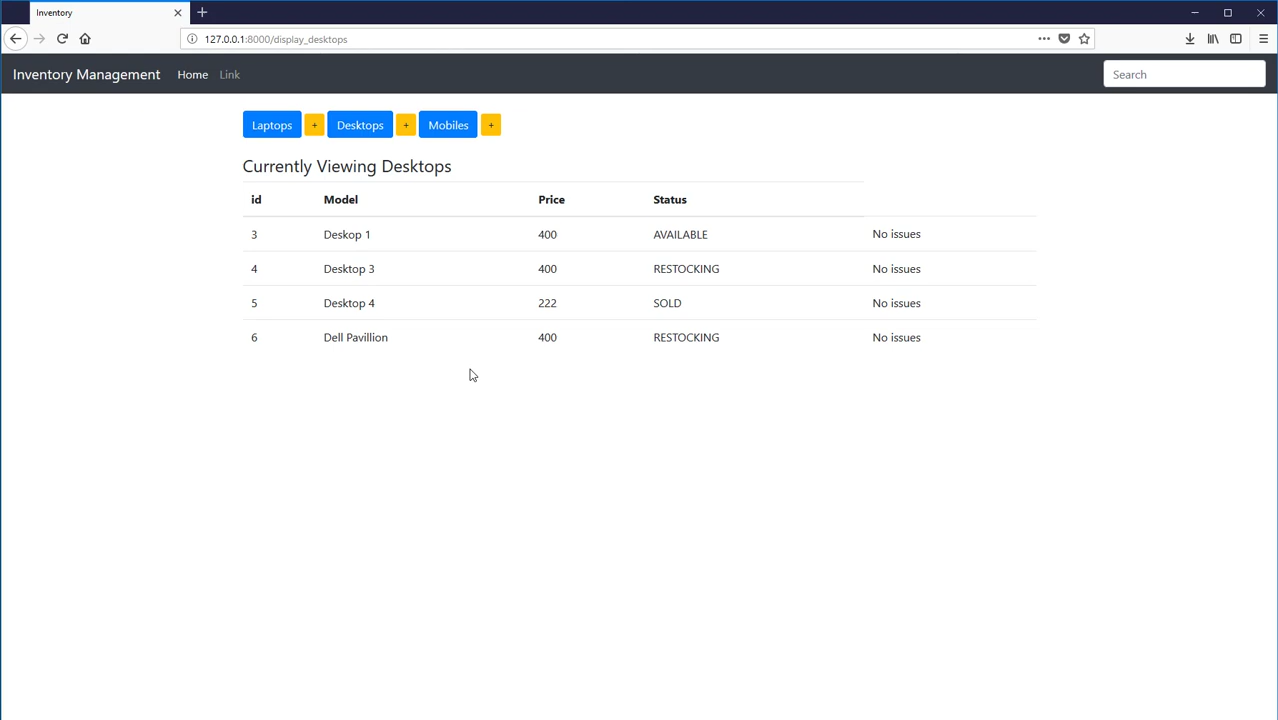 Inventory
127.0.0.1:8000/display_desktops
Inventory Management Home Link Search
Laptops + Desktops + Mobiles +
Currently Viewing Desktops
id Model Price Status
3 Deskop 1 400 AVAILABLE No issues
4 Desktop 3 400 RESTOCKING No issues
5 Desktop 4 222 SOLD No issues
6 Dell Pavillion 400 RESTOCKING No issues